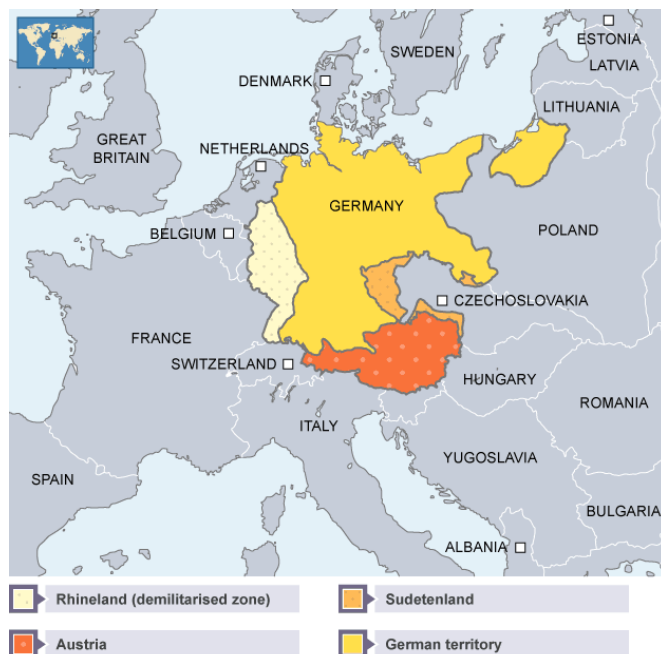 ESTONIA
SWEDEN
LATVIA
DENMARK
LITHUANIA
GREAT
BRITAIN
NETHERLANDS
GERMANY
BELGIUM
POLAND
CZECHOSLOVAKIA
FRANCE
SWITZERLAND
HUNGARY
ROMANIA
ITALY
YUGOSLAVIA
SPAIN
BULGARIA
ALBANIA
Rhineland (demilitarised zone)
Sudetenland
Austria
German territory